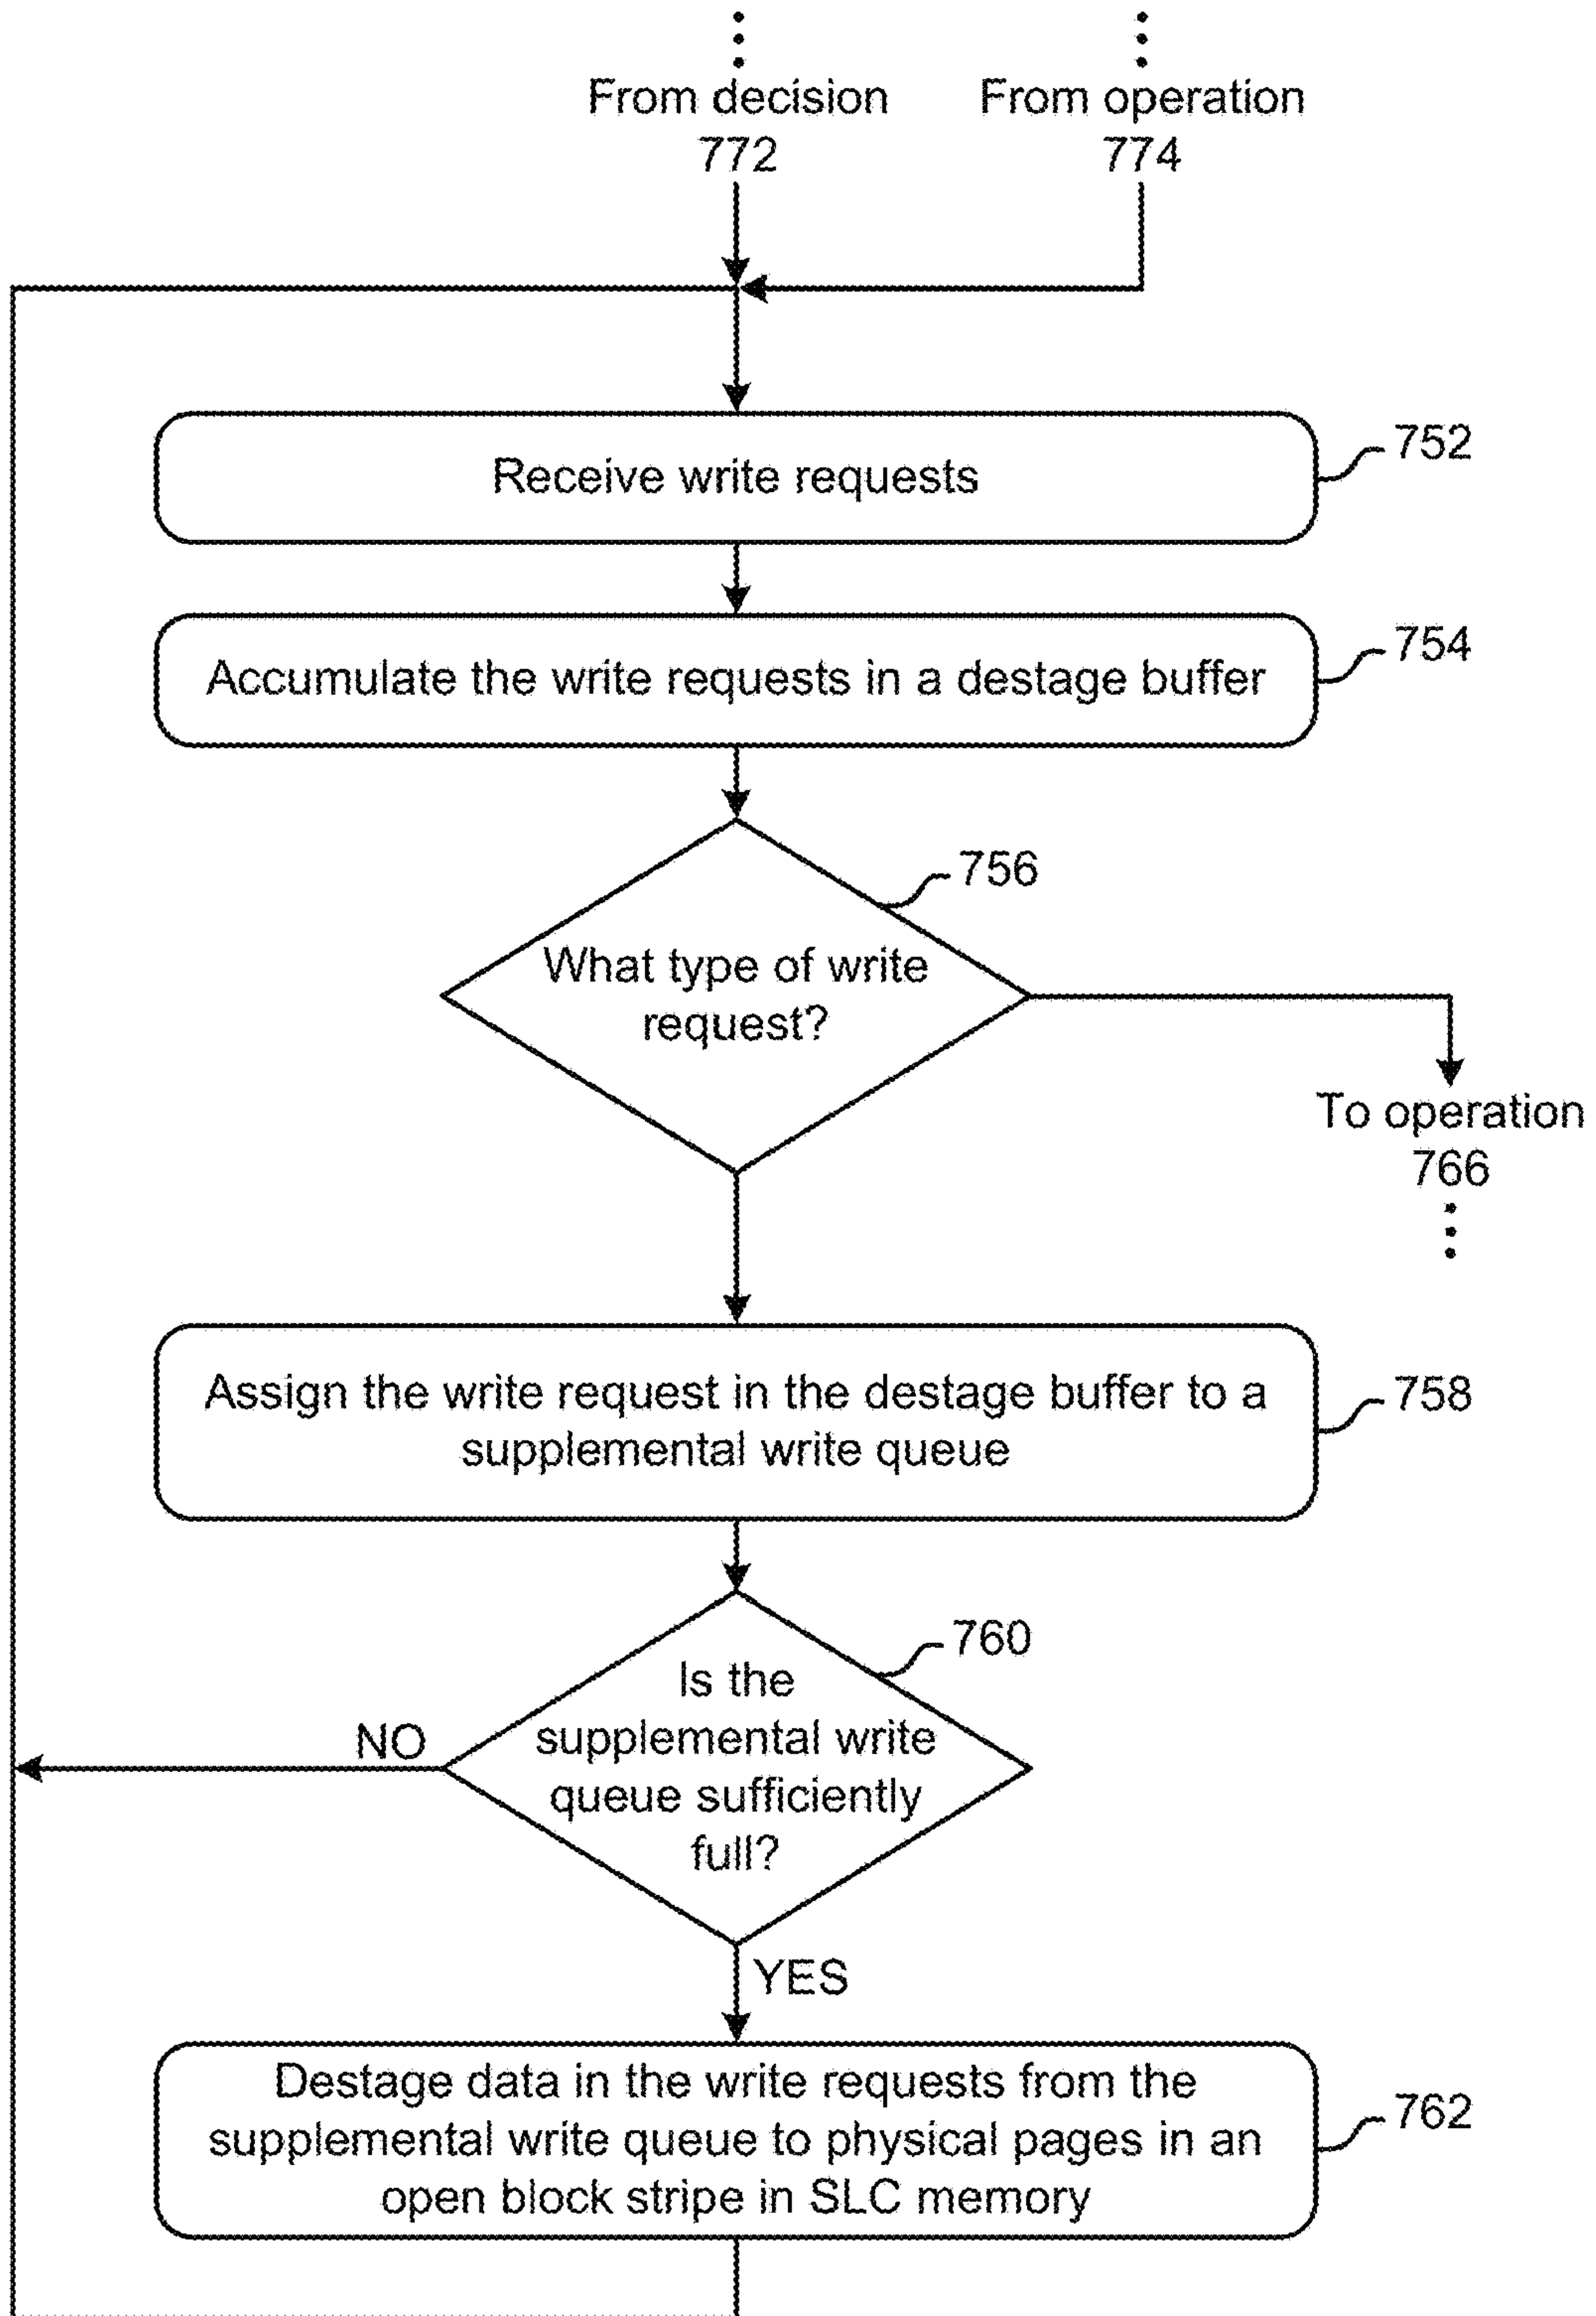 From decision
772
From operation
774
Receive write requests
752
Accumulate the write requests in a destage buffer
754
756
What type of write
request?
To operation
766
Assign the write request in the destage buffer to a
supplemental write queue
758
760
Is the
supplemental write
queue sufficiently
full?
NO
YES
Destage data in the write requests from the
supplemental write queue to physical pages in an
open block stripe in SLC memory
762